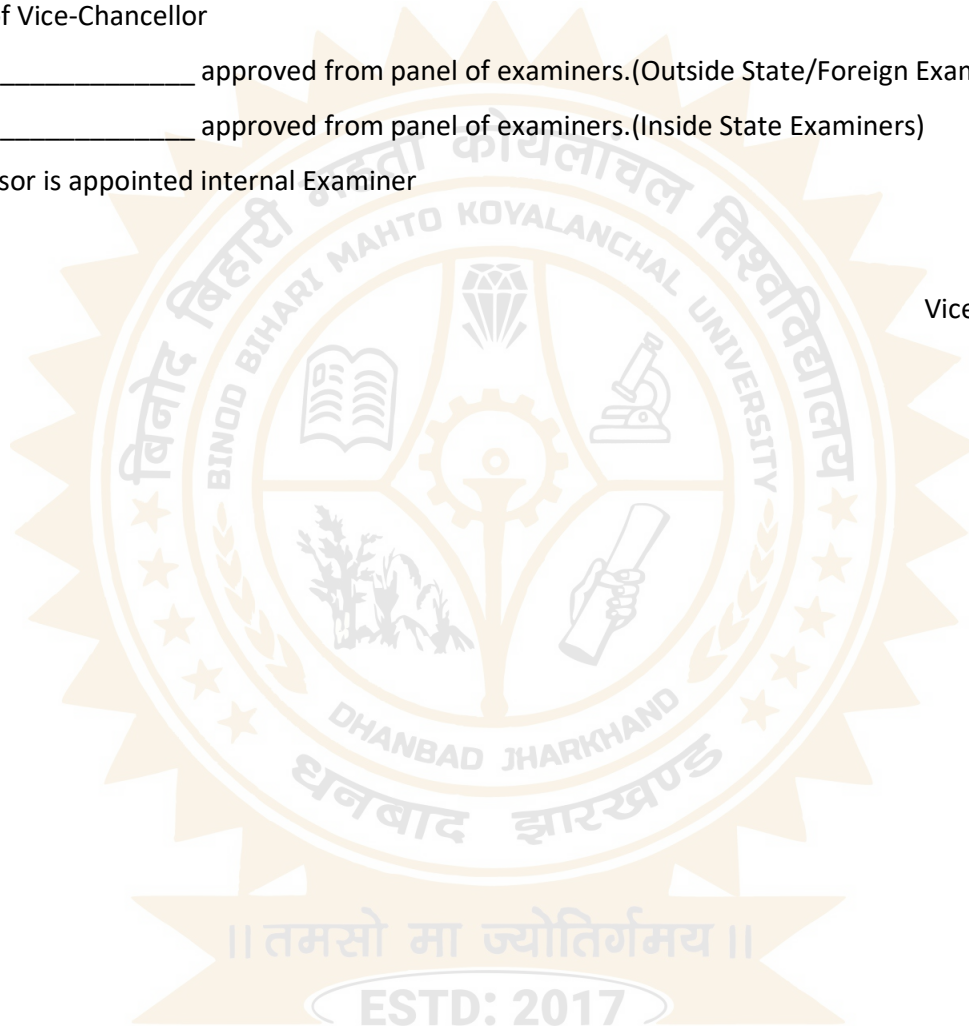 f Vice-Chancellor
_____________ approved from panel of examiners.(Outside State/Foreign Exan
_____________ approved from panel of examiners.(Inside State Examiners)
sor is appointed internal Examiner
Vice
बिनोद बिहारी महतो कोयलांचल विश्वविद्यालय
BINOD BIHARI MAHTO KOYALANCHAL UNIVERSITY
DHANBAD JHARKHAND
धनबाद झारखण्ड
॥ तमसो मा ज्योतिर्गमय ॥
ESTD: 2017